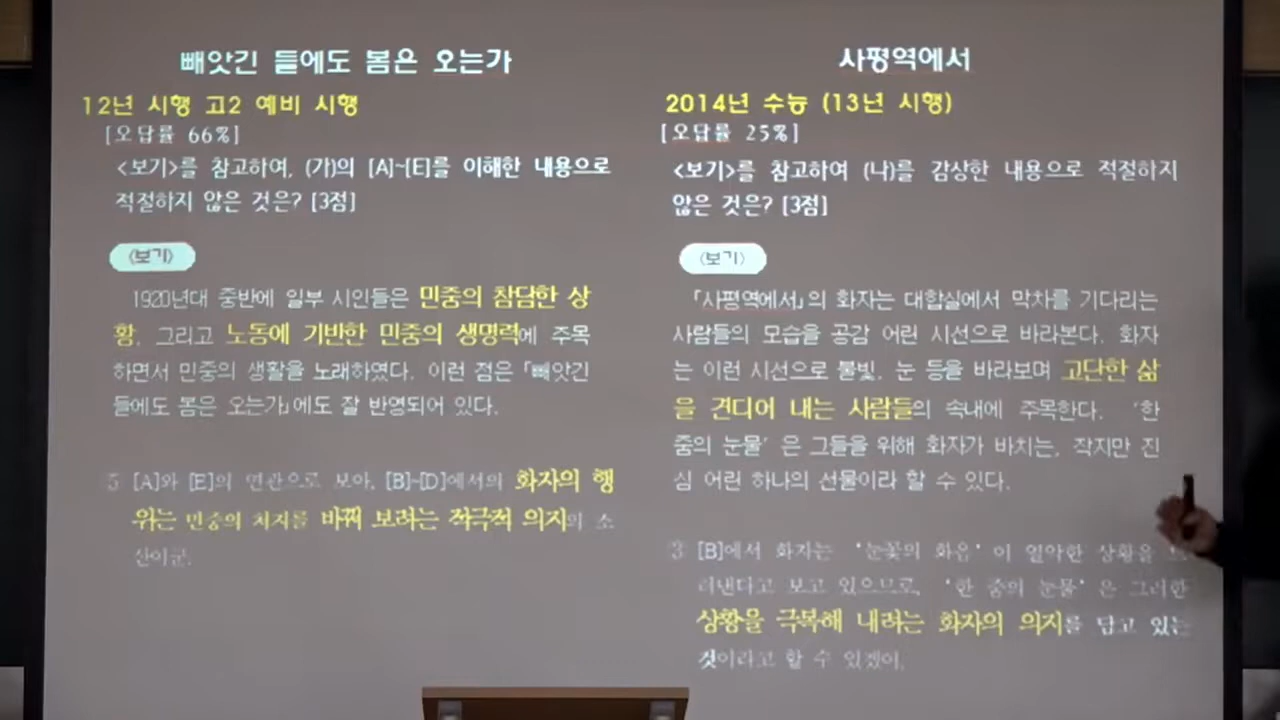 빼앗긴 들에도 봄은 오는가
12년 시행 고2 예비 시행
[오답률 66%]
<보기>를 참고하여, (가)의 [A]~[E]를 이해한 내용으로
적절하지 않은 것은? [3점]
<보기>
1920년대 중반에 일부 시인들은 민중의 참담한 상
황, 그리고 노동에 기반한 민중의 생명력에 주목
하면서 민중의 생활을 노래하였다. 이런 점은 「빼앗긴
들에도 봄은 오는가」에도 잘 반영되어 있다.
5 [A]와 [E]의 연관으로 보아, [B]~[D]에서의 화자의 행
위는 민중의 처지를 바꿔 보려는 적극적 의지의 소
산이군.
사평역에서
2014년 수능 (13년 시행)
[오답률 25%]
<보기>를 참고하여 (나)를 감상한 내용으로 적절하지
않은 것은? [3점]
<보기>
「사평역에서」의 화자는 대합실에서 막차를 기다리는
사람들의 모습을 공감 어린 시선으로 바라본다. 화자
는 이런 시선으로 불빛, 눈 등을 바라보며 고단한 삶
을 견디어 내는 사람들의 속내에 주목한다. '한
줌의 눈물' 은 그들을 위해 화자가 바치는, 작지만 진
심 어린 하나의 선물이라 할 수 있다.
3 [B]에서 화자는 '눈꽃의 화음' 이 열악한 상황을
러낸다고 보고 있으므로, '한 줌의 눈물' 은 그러한
상황을 극복해 내려는 화자의 의지를 담고 있는
것이라고 할 수 있겠어.